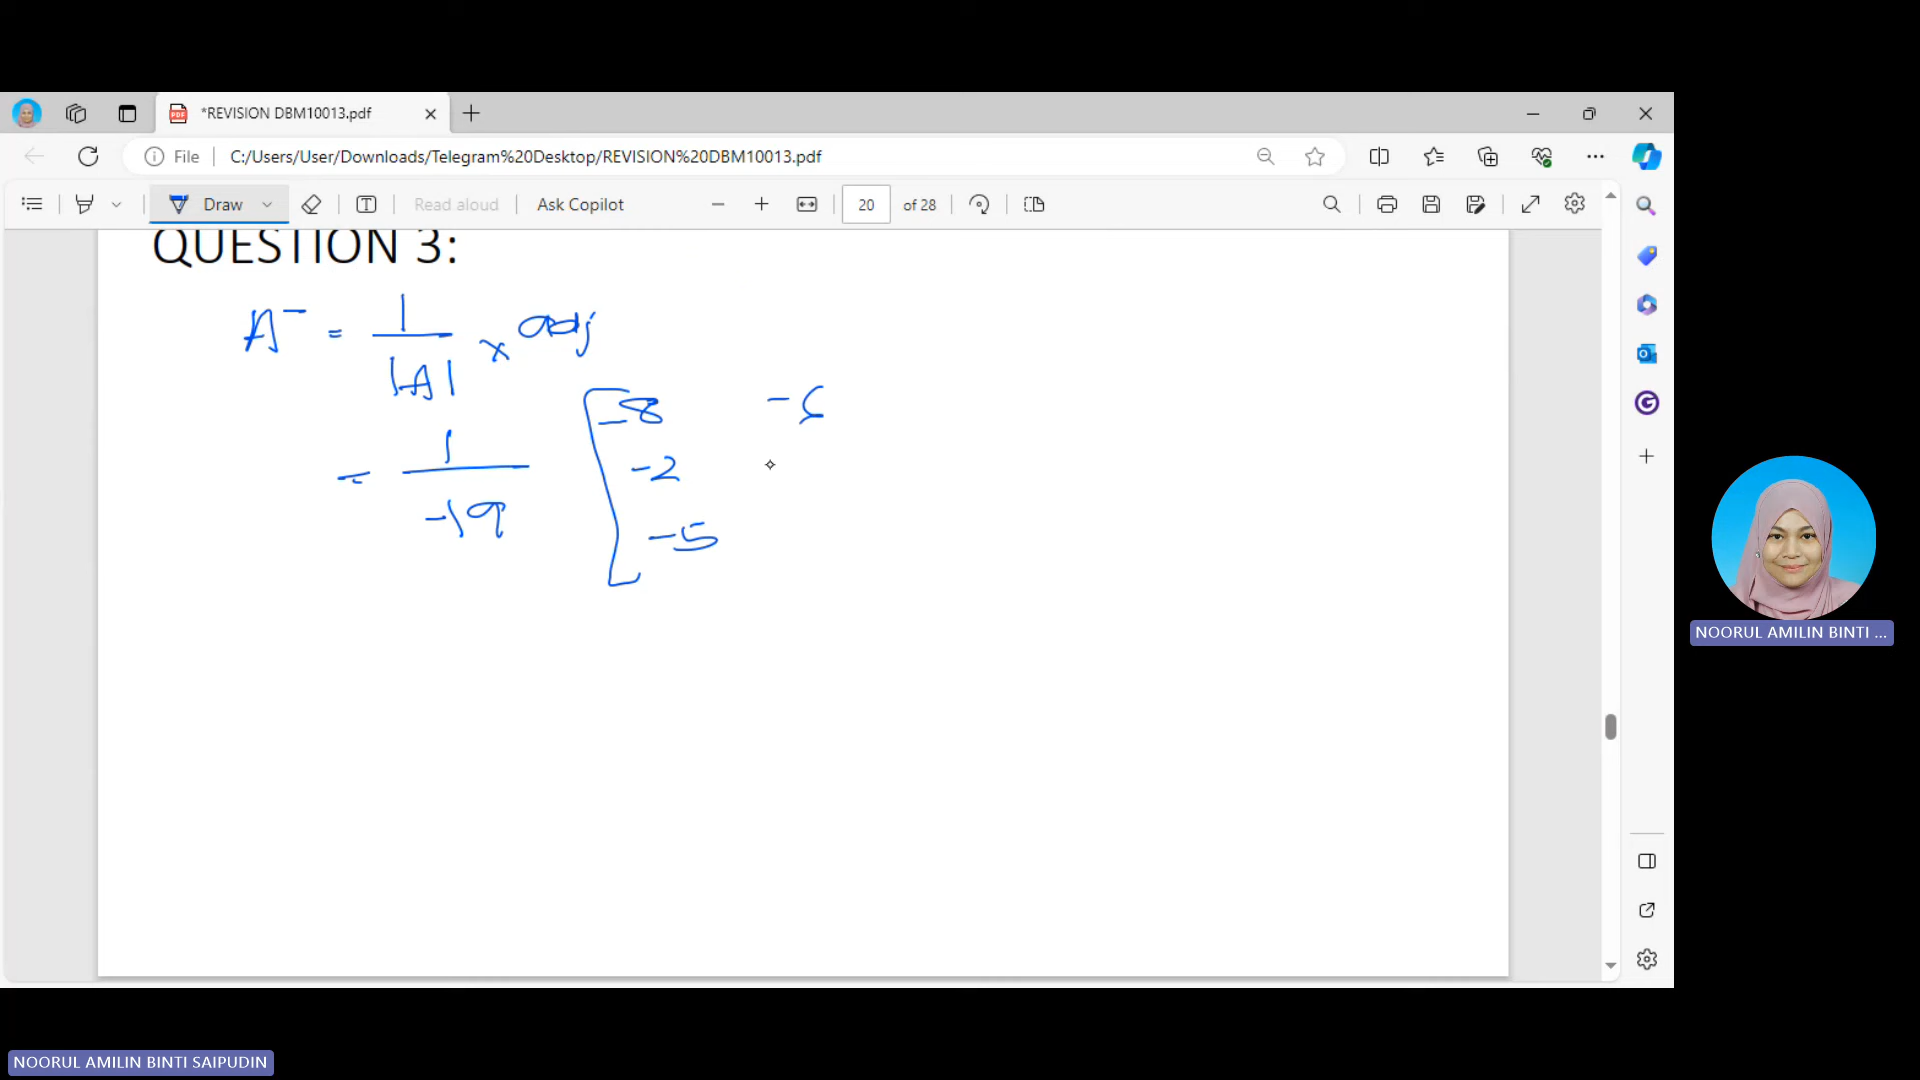 *REVISION DBM10013.pdf
File
C:/Users/User/Downloads/Telegram%20Desktop/REVISION%20DBM10013.pdf
Draw
Read aloud
Ask Copilot
20 of 28
QUESTION 3:
A⁻ = 1/|A| × adj
= 1/-19 [ -8
-2
-5
NOORUL AMILIN BINTI ...
NOORUL AMILIN BINTI SAIPUDIN